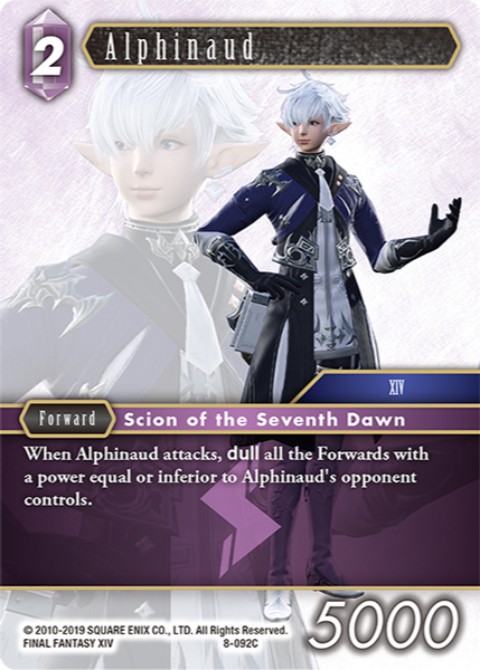 2
Alphinaud
XIV
Forward
Scion of the Seventh Dawn
When Alphinaud attacks, dull all the Forwards with
a power equal or inferior to Alphinaud's opponent
controls.
© 2010-2019 SQUARE ENIX CO., LTD. All Rights Reserved.
FINAL FANTASY XIV
8-092C
5000